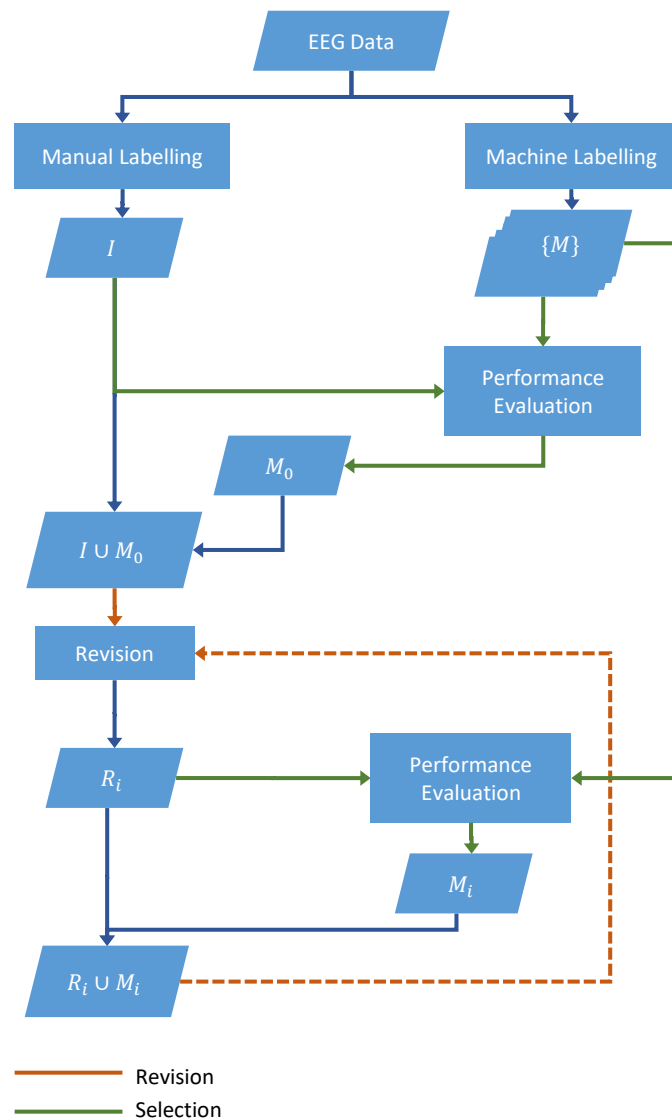 EEG Data
Manual Labelling
Machine Labelling
I
{M}
Performance
Evaluation
M₀
I ∪ M₀
Revision
Rᵢ
Performance
Evaluation
Mᵢ
Rᵢ ∪ Mᵢ
Revision
Selection